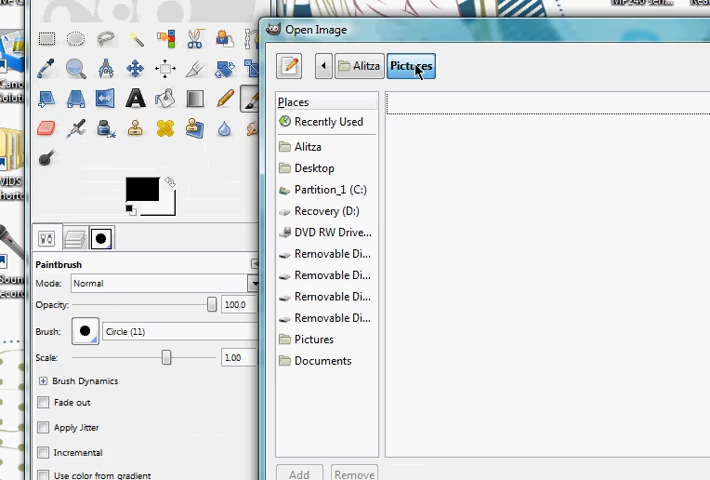 MP240 seri...
Open Image
Alitza
Pictures
Places
Recently Used
Alitza
Desktop
Partition_1 (C:)
Recovery (D:)
DVD RW Drive...
Removable Di...
Removable Di...
Removable Di...
Removable Di...
Pictures
Documents
Add
Remove
Paintbrush
Mode:
Normal
Opacity:
100.0
Brush:
Circle (11)
Scale:
1.00
Brush Dynamics
Fade out
Apply Jitter
Incremental
Use color from gradient